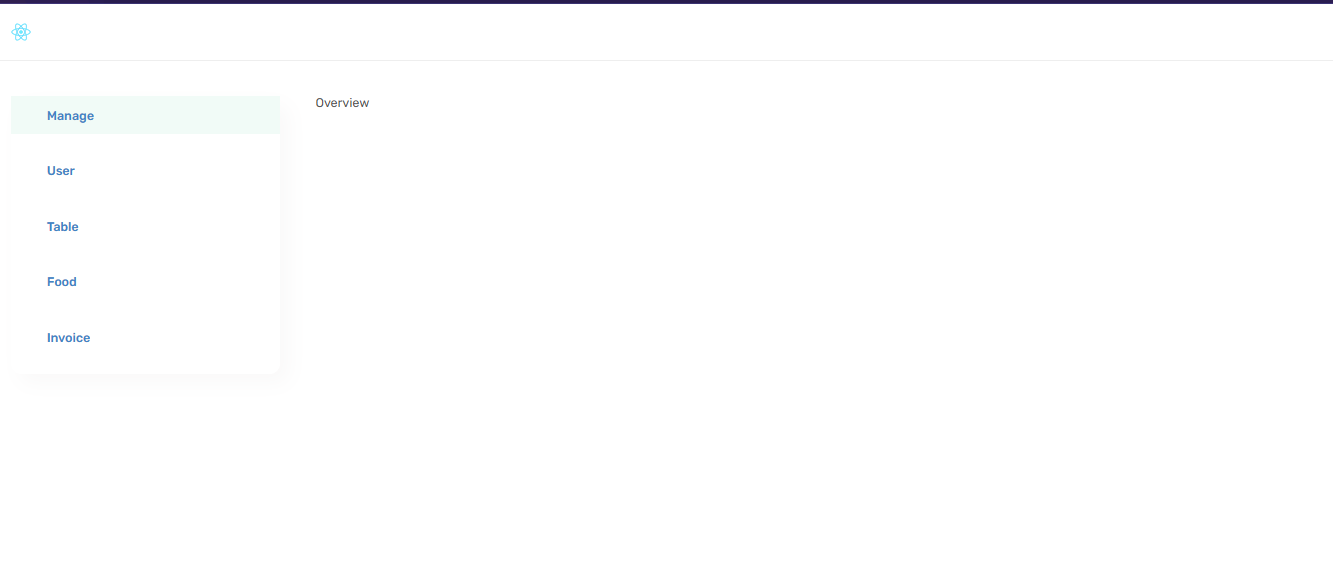 Manage
Overview
User
Table
Food
Invoice